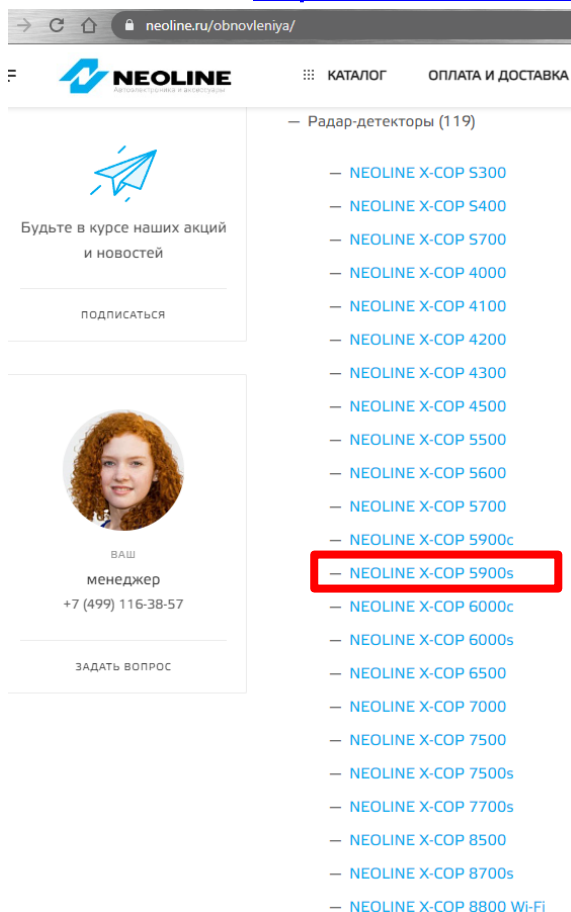 neoline.ru/obnovleniya/
NEOLINE
Автоэлектроника и аксессуары
КАТАЛОГ
ОПЛАТА И ДОСТАВКА
Будьте в курсе наших акций
и новостей
ПОДПИСАТЬСЯ
ВАШ
менеджер
+7 (499) 116-38-57
ЗАДАТЬ ВОПРОС
— Радар-детекторы (119)
— NEOLINE X-COP S300
— NEOLINE X-COP S400
— NEOLINE X-COP S700
— NEOLINE X-COP 4000
— NEOLINE X-COP 4100
— NEOLINE X-COP 4200
— NEOLINE X-COP 4300
— NEOLINE X-COP 4500
— NEOLINE X-COP 5500
— NEOLINE X-COP 5600
— NEOLINE X-COP 5700
— NEOLINE X-COP 5900c
— NEOLINE X-COP 5900s
— NEOLINE X-COP 6000c
— NEOLINE X-COP 6000s
— NEOLINE X-COP 6500
— NEOLINE X-COP 7000
— NEOLINE X-COP 7500
— NEOLINE X-COP 7500s
— NEOLINE X-COP 7700s
— NEOLINE X-COP 8500
— NEOLINE X-COP 8700s
— NEOLINE X-COP 8800 Wi-Fi